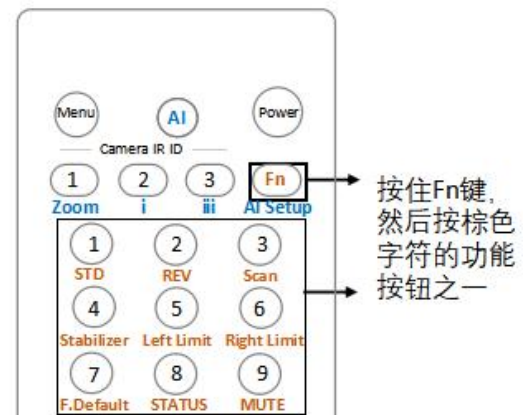 Menu
AI
Power
Camera IR ID
1
2
3
Fn
Zoom
i
iii
AI Setup
按住Fn键,
然后按棕色
字符的功能
按钮之一
1
2
3
STD
REV
Scan
4
5
6
Stabilizer
Left Limit
Right Limit
7
8
9
F.Default
STATUS
MUTE